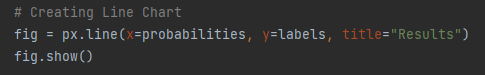 # Creating Line Chart
fig = px.line(x=probabilities, y=labels, title="Results")
fig.show()